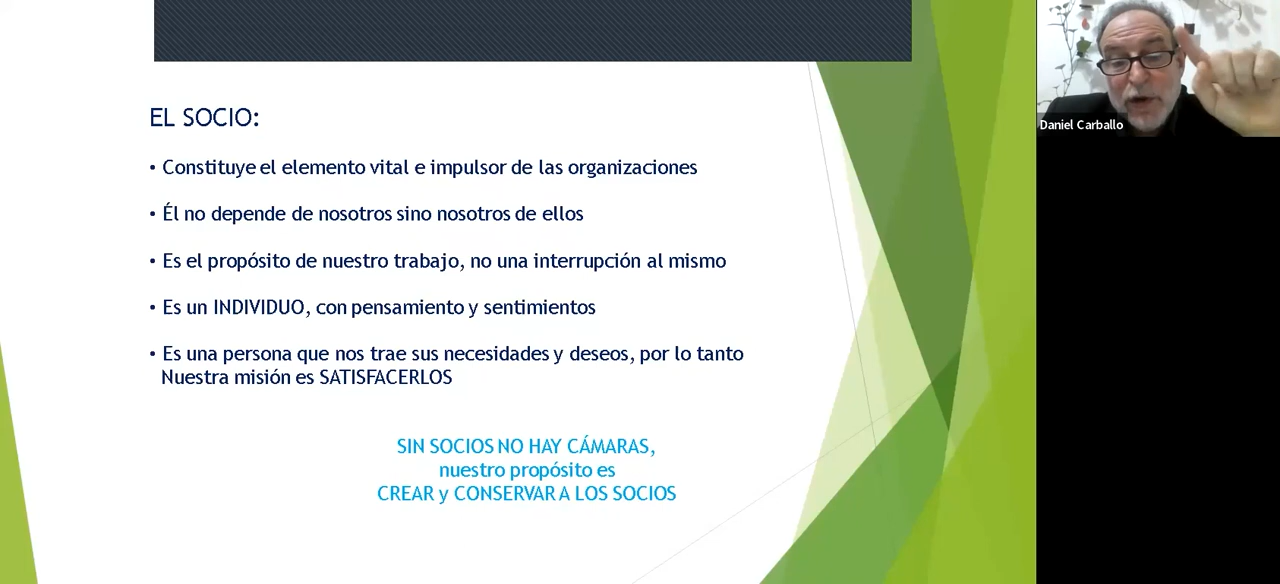 EL SOCIO:
• Constituye el elemento vital e impulsor de las organizaciones
• Él no depende de nosotros sino nosotros de ellos
• Es el propósito de nuestro trabajo, no una interrupción al mismo
• Es un INDIVIDUO, con pensamiento y sentimientos
• Es una persona que nos trae sus necesidades y deseos, por lo tanto
Nuestra misión es SATISFACERLOS
SIN SOCIOS NO HAY CÁMARAS,
nuestro propósito es
CREAR y CONSERVAR A LOS SOCIOS
Daniel Carballo